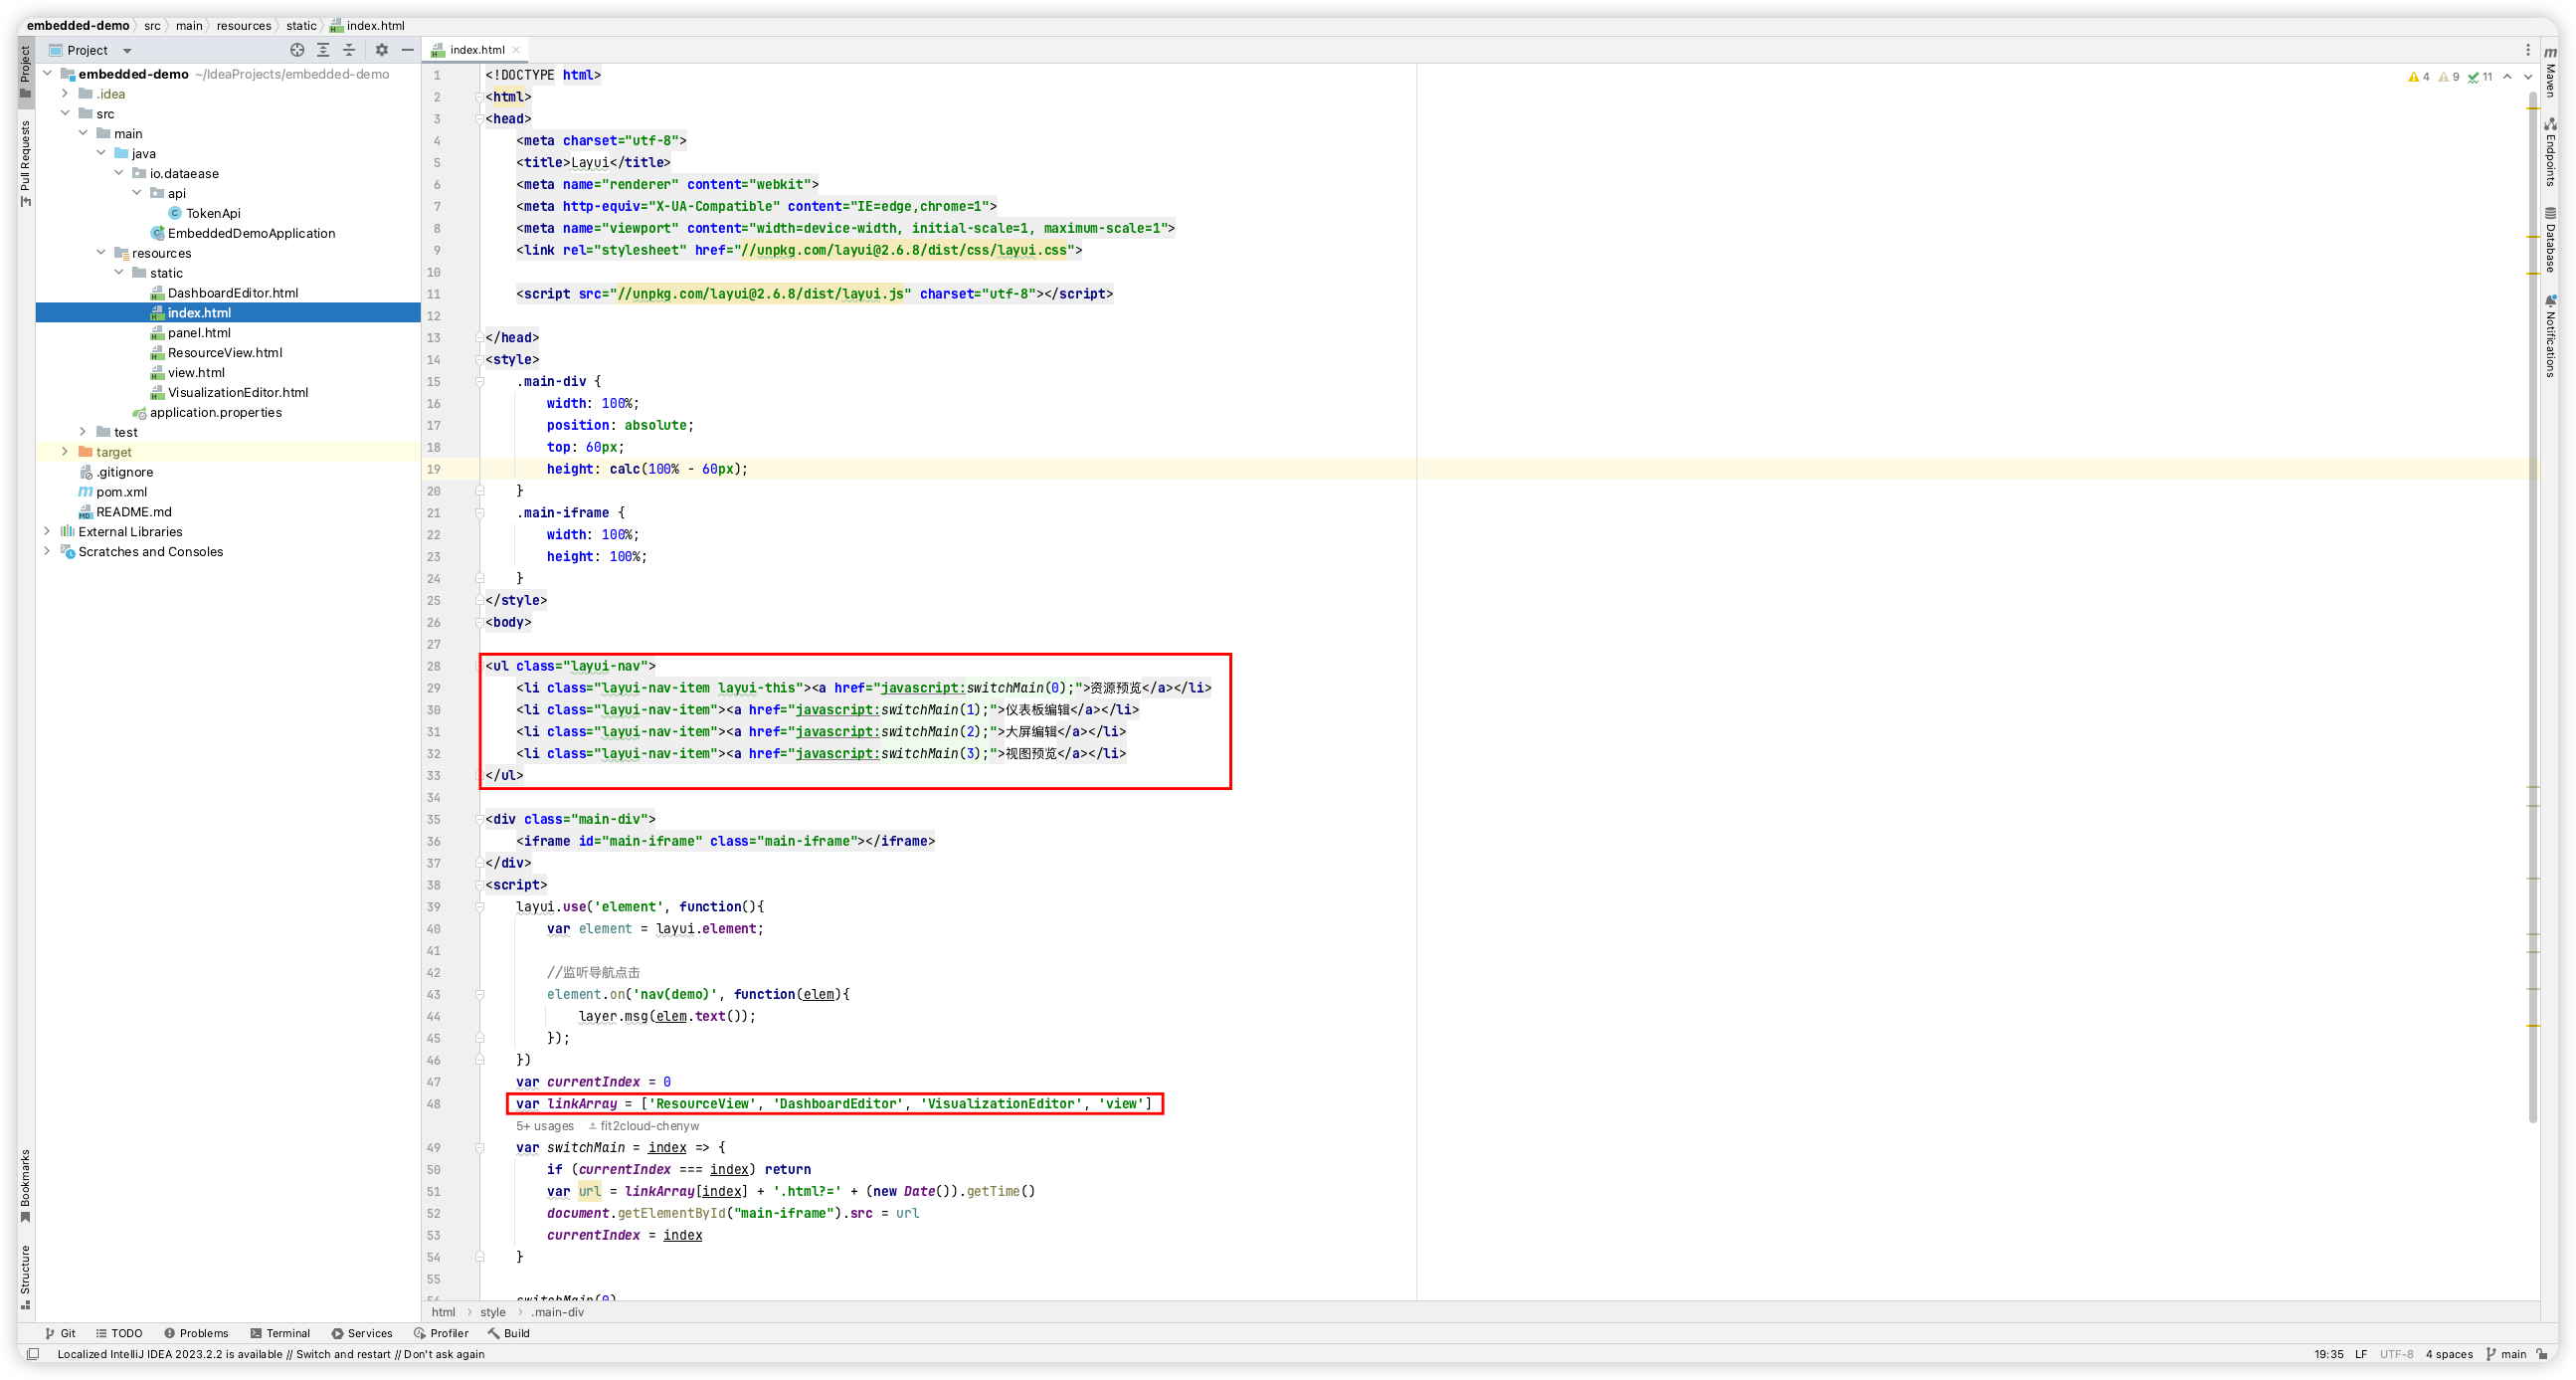 embedded-demo src main resources static index.html
Project
index.html
embedded-demo ~/IdeaProjects/embedded-demo
.idea
src
main
java
io.dataease
api
TokenApi
EmbeddedDemoApplication
resources
static
DashboardEditor.html
index.html
panel.html
ResourceView.html
view.html
VisualizationEditor.html
application.properties
test
target
.gitignore
pom.xml
README.md
External Libraries
Scratches and Consoles
Project
Pull Requests
Bookmarks
Structure
4 9 11
1 <!DOCTYPE html>
2 <html>
3 <head>
4 <meta charset="utf-8">
5 <title>Layui</title>
6 <meta name="renderer" content="webkit">
7 <meta http-equiv="X-UA-Compatible" content="IE=edge,chrome=1">
8 <meta name="viewport" content="width=device-width, initial-scale=1, maximum-scale=1">
9 <link rel="stylesheet" href="//unpkg.com/layui@2.6.8/dist/css/layui.css">
10
11 <script src="//unpkg.com/layui@2.6.8/dist/layui.js" charset="utf-8"></script>
12
13 </head>
14 <style>
15 .main-div {
16 width: 100%;
17 position: absolute;
18 top: 60px;
19 height: calc(100% - 60px);
20 }
21 .main-iframe {
22 width: 100%;
23 height: 100%;
24 }
25 </style>
26 <body>
27
28 <ul class="layui-nav">
29 <li class="layui-nav-item layui-this"><a href="javascript:switchMain(0);">资源预览</a></li>
30 <li class="layui-nav-item"><a href="javascript:switchMain(1);">仪表板编辑</a></li>
31 <li class="layui-nav-item"><a href="javascript:switchMain(2);">大屏编辑</a></li>
32 <li class="layui-nav-item"><a href="javascript:switchMain(3);">视图预览</a></li>
33 </ul>
34
35 <div class="main-div">
36 <iframe id="main-iframe" class="main-iframe"></iframe>
37 </div>
38 <script>
39 layui.use('element', function(){
40 var element = layui.element;
41
42 //监听导航点击
43 element.on('nav(demo)', function(elem){
44 layer.msg(elem.text());
45 });
46 })
47 var currentIndex = 0
48 var linkArray = ['ResourceView', 'DashboardEditor', 'VisualizationEditor', 'view']
5+ usages fit2cloud-chenyw
49 var switchMain = index => {
50 if (currentIndex === index) return
51 var url = linkArray[index] + '.html?=' + (new Date()).getTime()
52 document.getElementById("main-iframe").src = url
53 currentIndex = index
54 }
55
56 switchMain(0)
html style .main-div
m
Maven
Endpoints
Database
Notifications
Git TODO Problems Terminal Services Profiler Build
Localized IntelliJ IDEA 2023.2.2 is available // Switch and restart // Don't ask again
19:35 LF UTF-8 4 spaces main